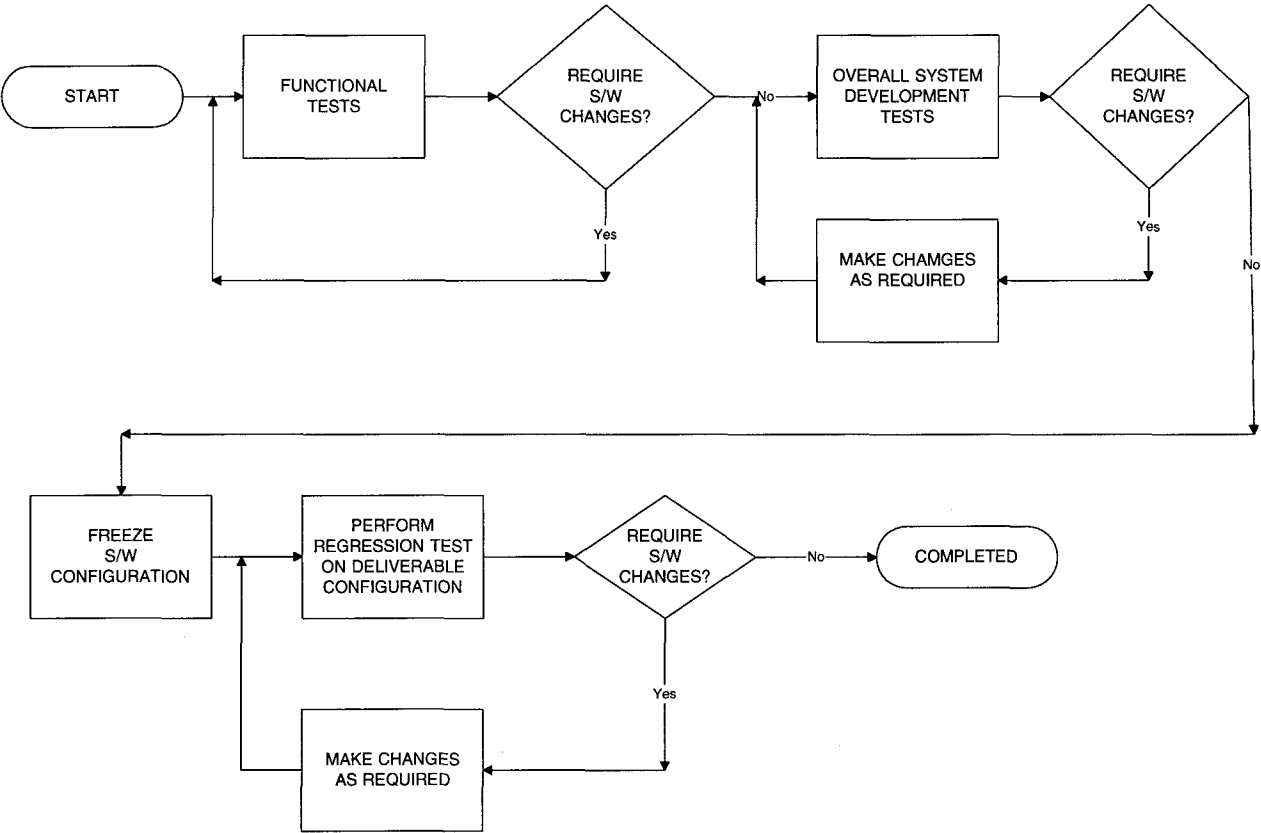 START
FUNCTIONAL
TESTS
REQUIRE
S/W
CHANGES?
No
OVERALL SYSTEM
DEVELOPMENT
TESTS
REQUIRE
S/W
CHANGES?
Yes
Yes
MAKE CHAMGES
AS REQUIRED
No
FREEZE
S/W
CONFIGURATION
PERFORM
REGRESSION TEST
ON DELIVERABLE
CONFIGURATION
REQUIRE
S/W
CHANGES?
No
COMPLETED
Yes
MAKE CHANGES
AS REQUIRED